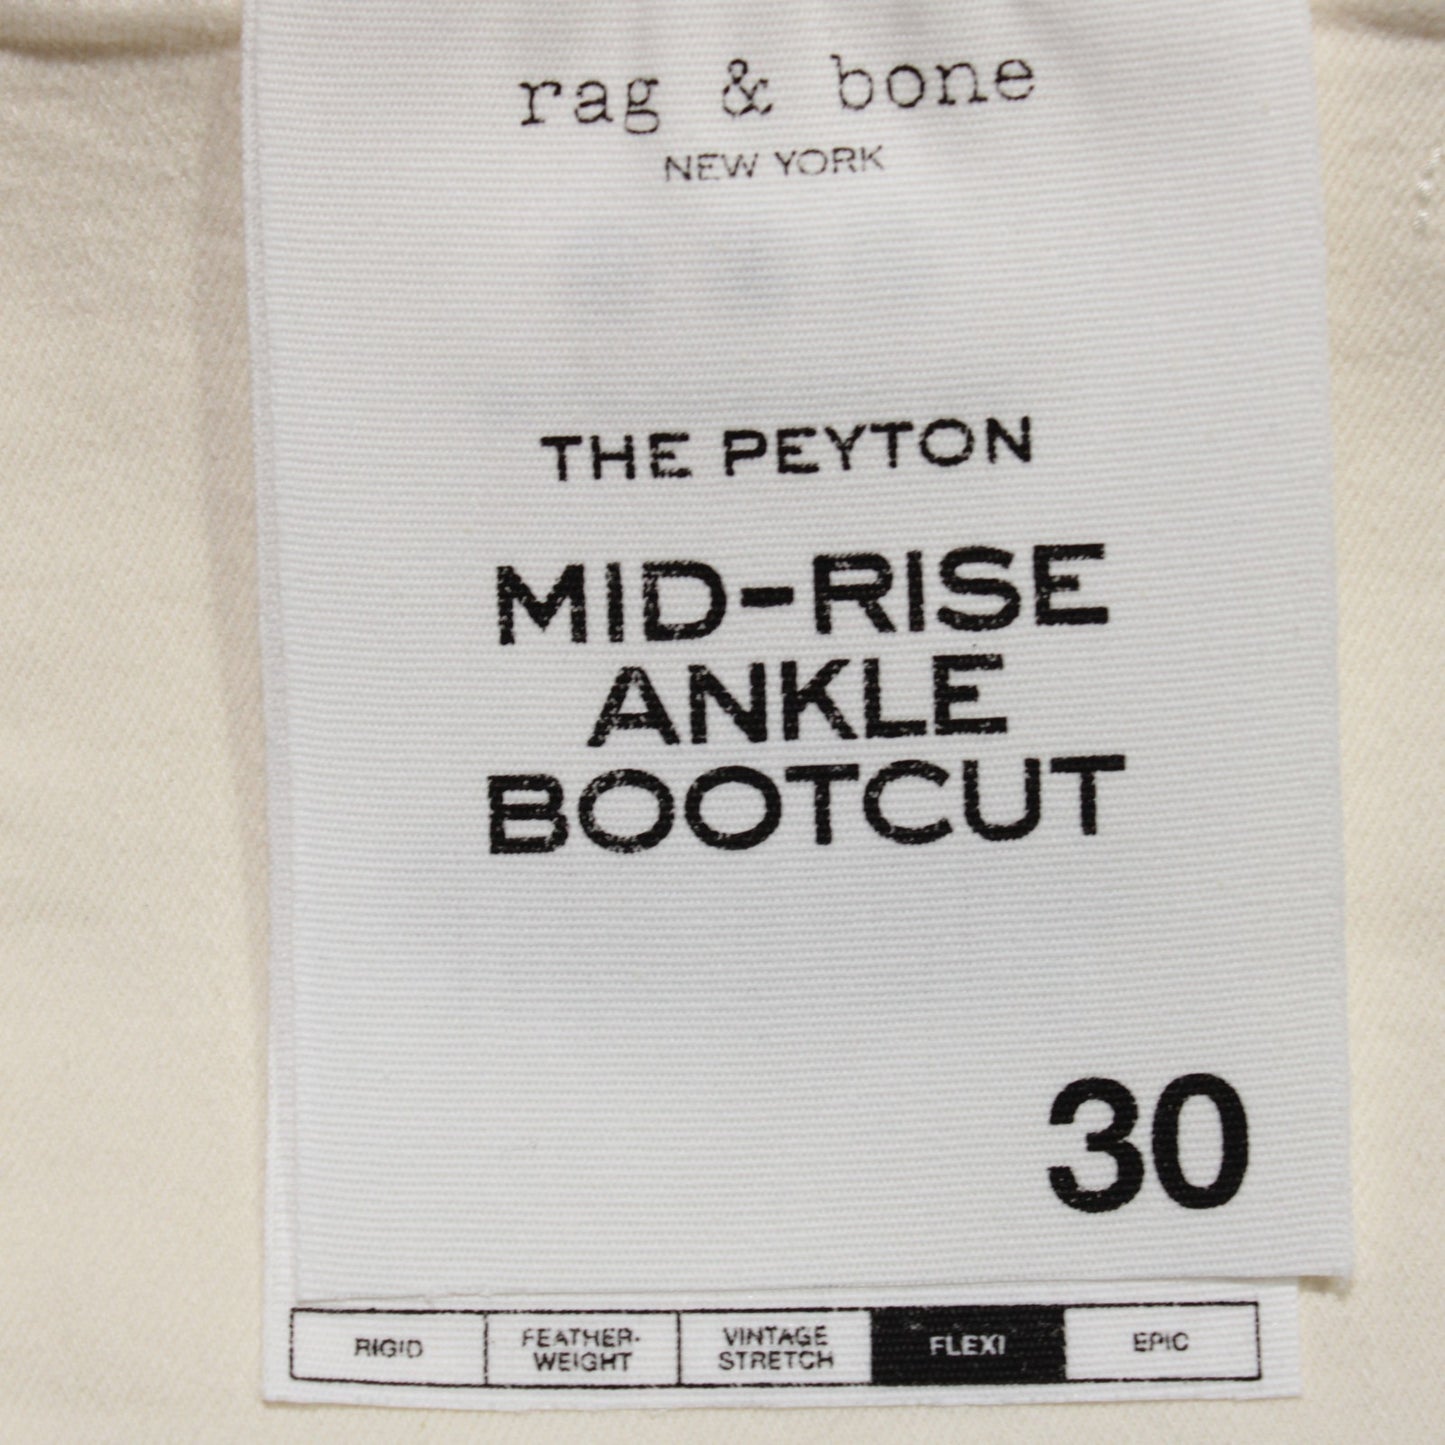 rag & bone
NEW YORK
THE PEYTON
MID-RISE
ANKLE
BOOTCUT
30
RIGID
FEATHER-
WEIGHT
VINTAGE
STRETCH
FLEXI
EPIC